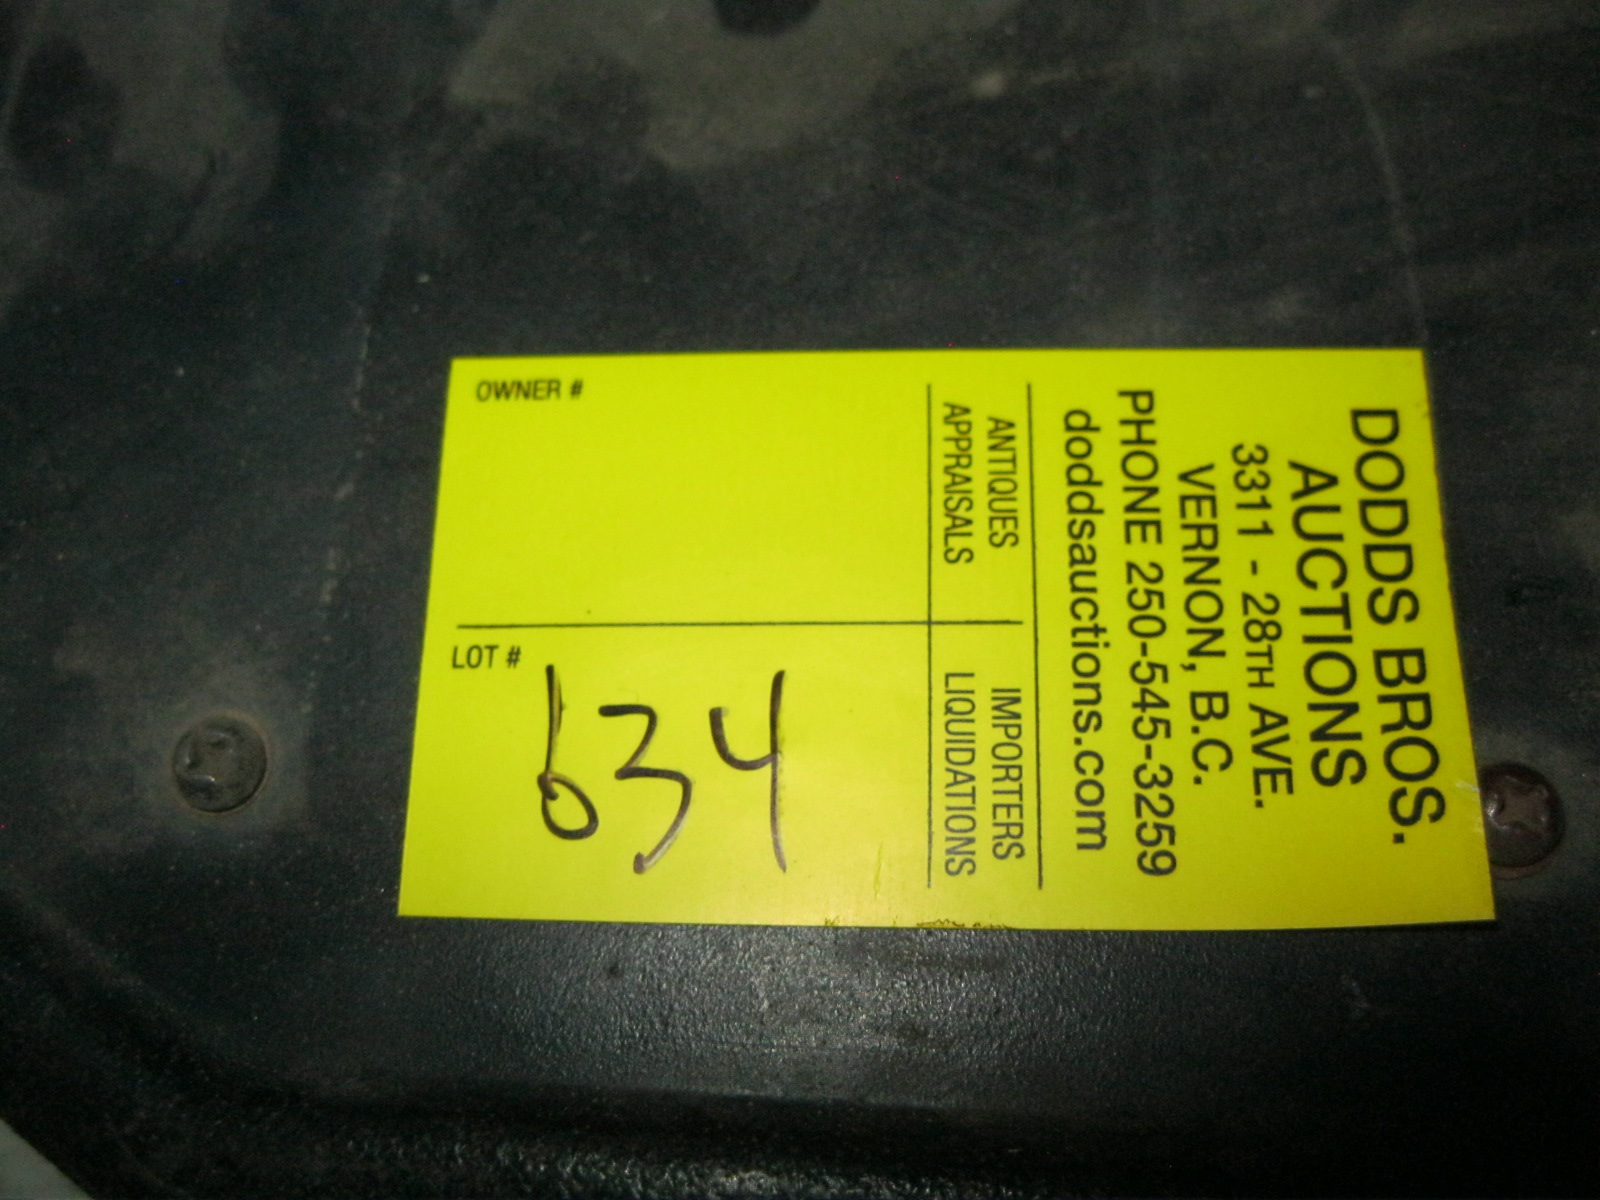 DODDS BROS.
AUCTIONS
3311 - 28TH AVE.
VERNON, B.C.
PHONE 250-545-3259
doddsauctions.com
ANTIQUES IMPORTERS
APPRAISALS LIQUIDATIONS
OWNER #
LOT # 634